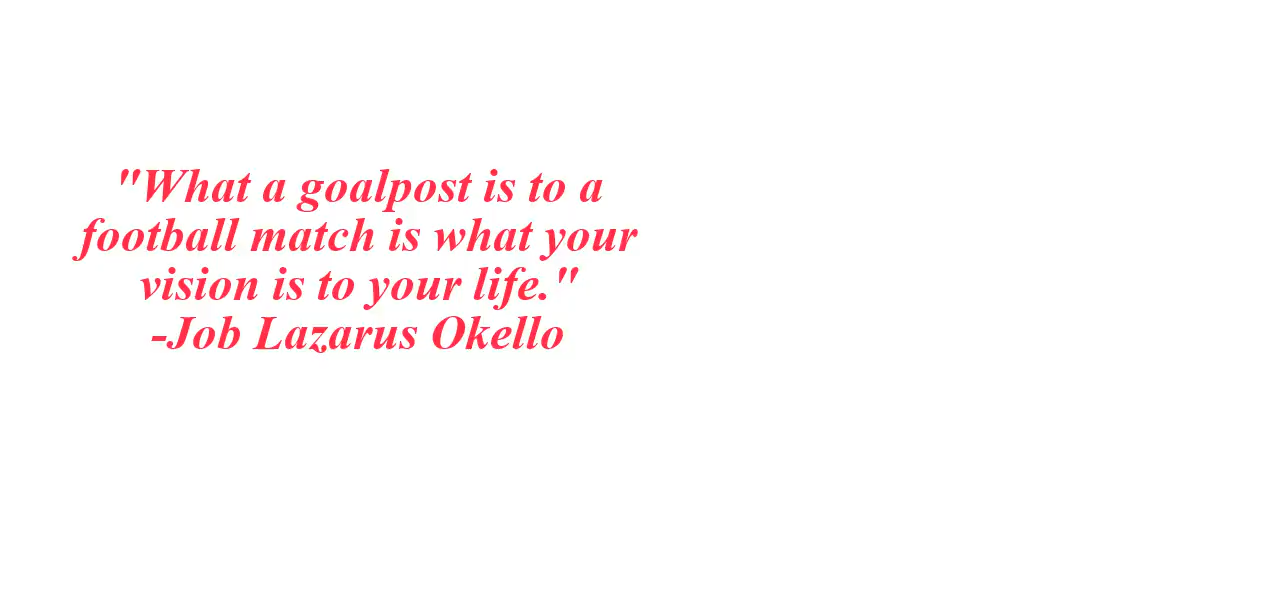 "What a goalpost is to a
football match is what your
vision is to your life."
-Job Lazarus Okello